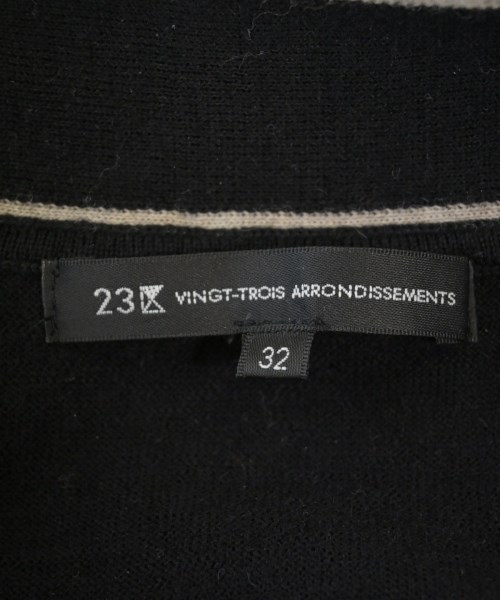 23区 VINGT-TROIS ARRONDISSEMENTS
32